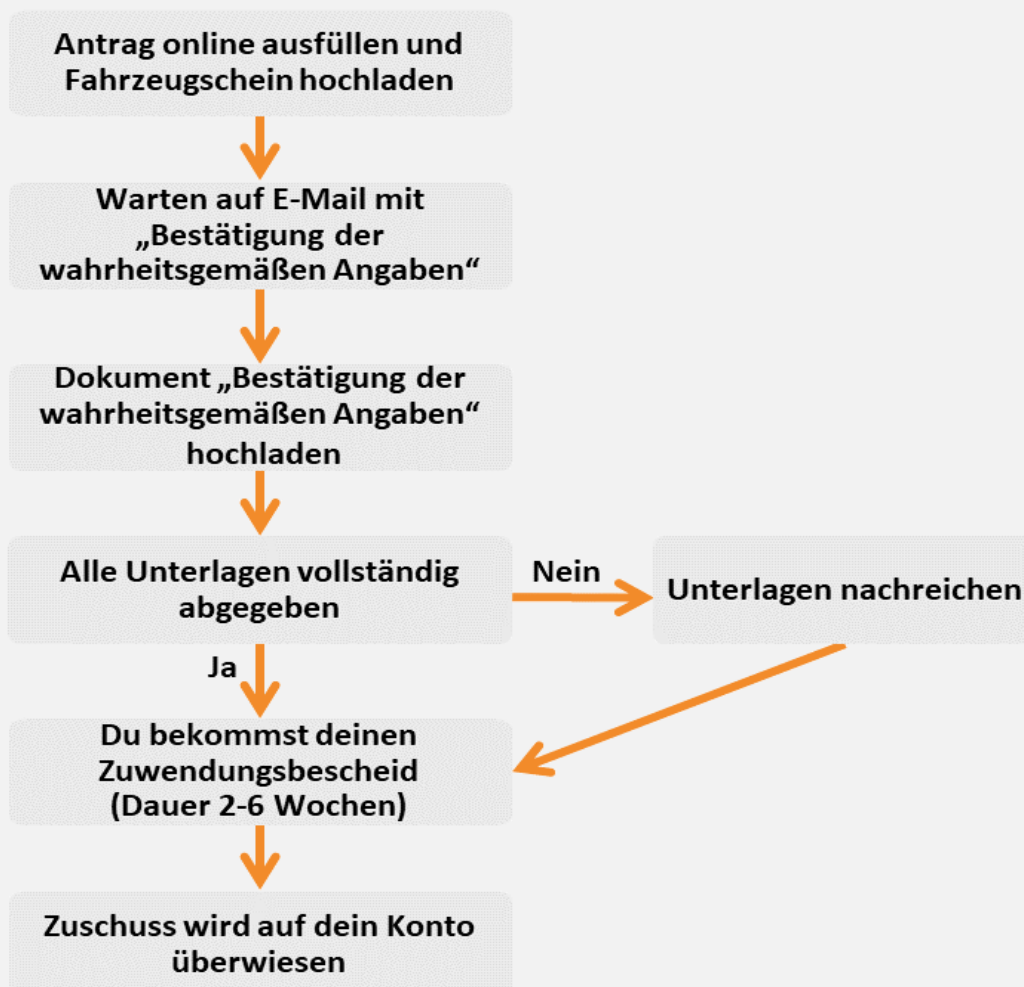 Antrag online ausfüllen und
Fahrzeugschein hochladen
Warten auf E-Mail mit
„Bestätigung der
wahrheitsgemäßen Angaben“
Dokument „Bestätigung der
wahrheitsgemäßen Angaben“
hochladen
Alle Unterlagen vollständig
abgegeben
Nein
Unterlagen nachreichen
Ja
Du bekommst deinen
Zuwendungsbescheid
(Dauer 2-6 Wochen)
Zuschuss wird auf dein Konto
überwiesen